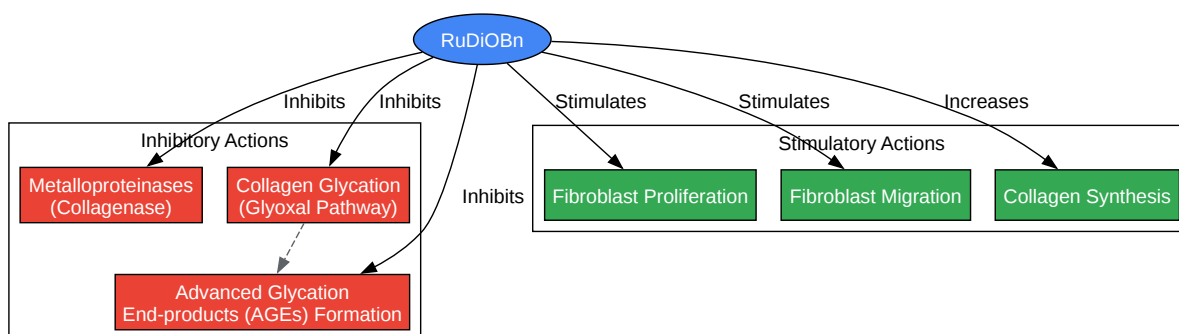 RuDiOBn
Inhibits
Inhibits
Stimulates
Stimulates
Increases
Inhibitory Actions
Stimulatory Actions
Metalloproteinases
(Collagenase)
Collagen Glycation
(Glyoxal Pathway)
Inhibits
Fibroblast Proliferation
Fibroblast Migration
Collagen Synthesis
Advanced Glycation
End-products (AGEs) Formation